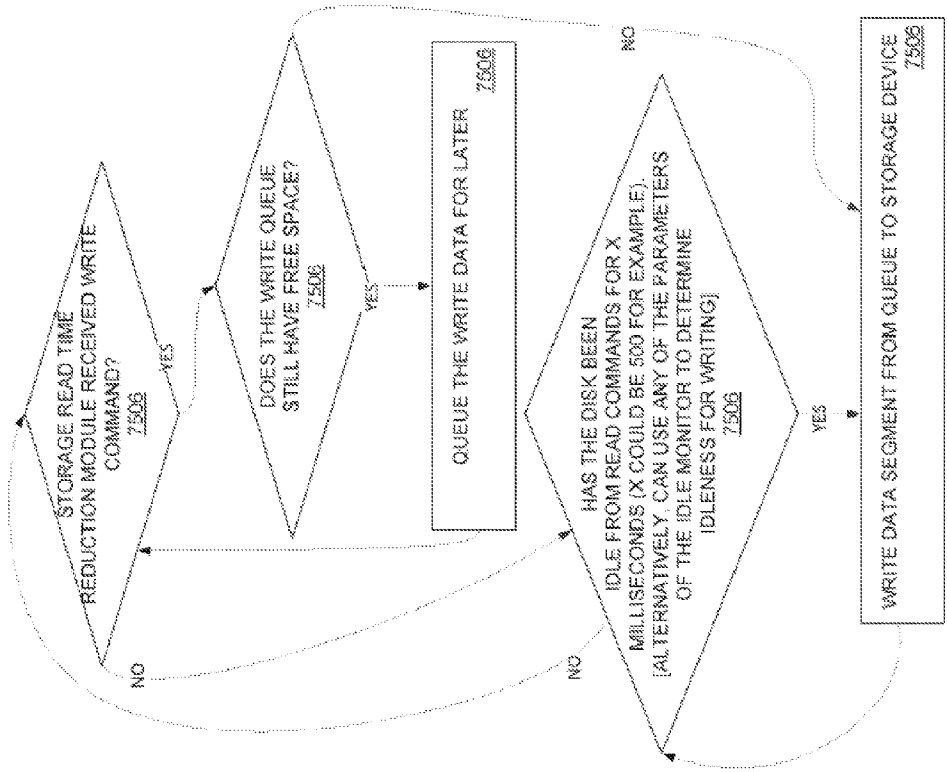 STORAGE READ TIME
REDUCTION MODULE RECEIVED WRITE
COMMAND?
7506
YES
NO
DOES THE WRITE QUEUE
STILL HAVE FREE SPACE?
7506
YES
NO
QUEUE THE WRITE DATA FOR LATER
7506
HAS THE DISK BEEN
IDLE FROM READ COMMANDS FOR X
MILLISECONDS (X COULD BE 500 FOR EXAMPLE).
[ALTERNATIVELY, CAN USE ANY OF THE PARAMETERS
OF THE IDLE MONITOR TO DETERMINE
IDLENESS FOR WRITING]
7506
NO
YES
WRITE DATA SEGMENT FROM QUEUE TO STORAGE DEVICE
7506